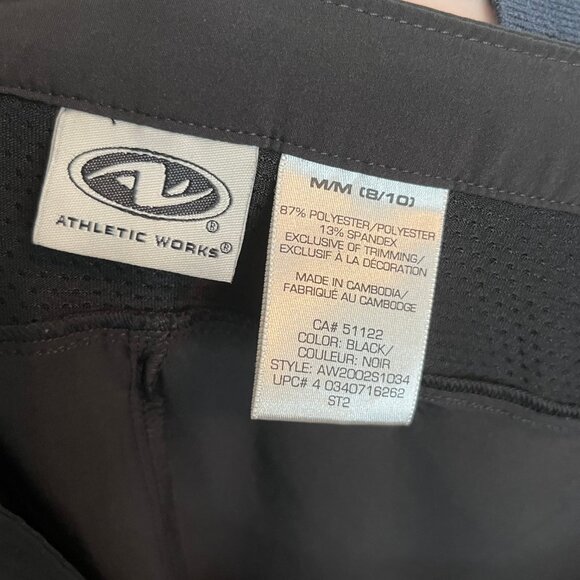 ATHLETIC WORKS®
M/M (8/10)
87% POLYESTER/POLYESTER
13% SPANDEX
EXCLUSIVE OF TRIMMING/
EXCLUSIF À LA DÉCORATION
MADE IN CAMBODIA/
FABRIQUÉ AU CAMBODGE
CA# 51122
COLOR: BLACK/
COULEUR: NOIR
STYLE: AW2002S1034
UPC# 4 0340716262
ST2